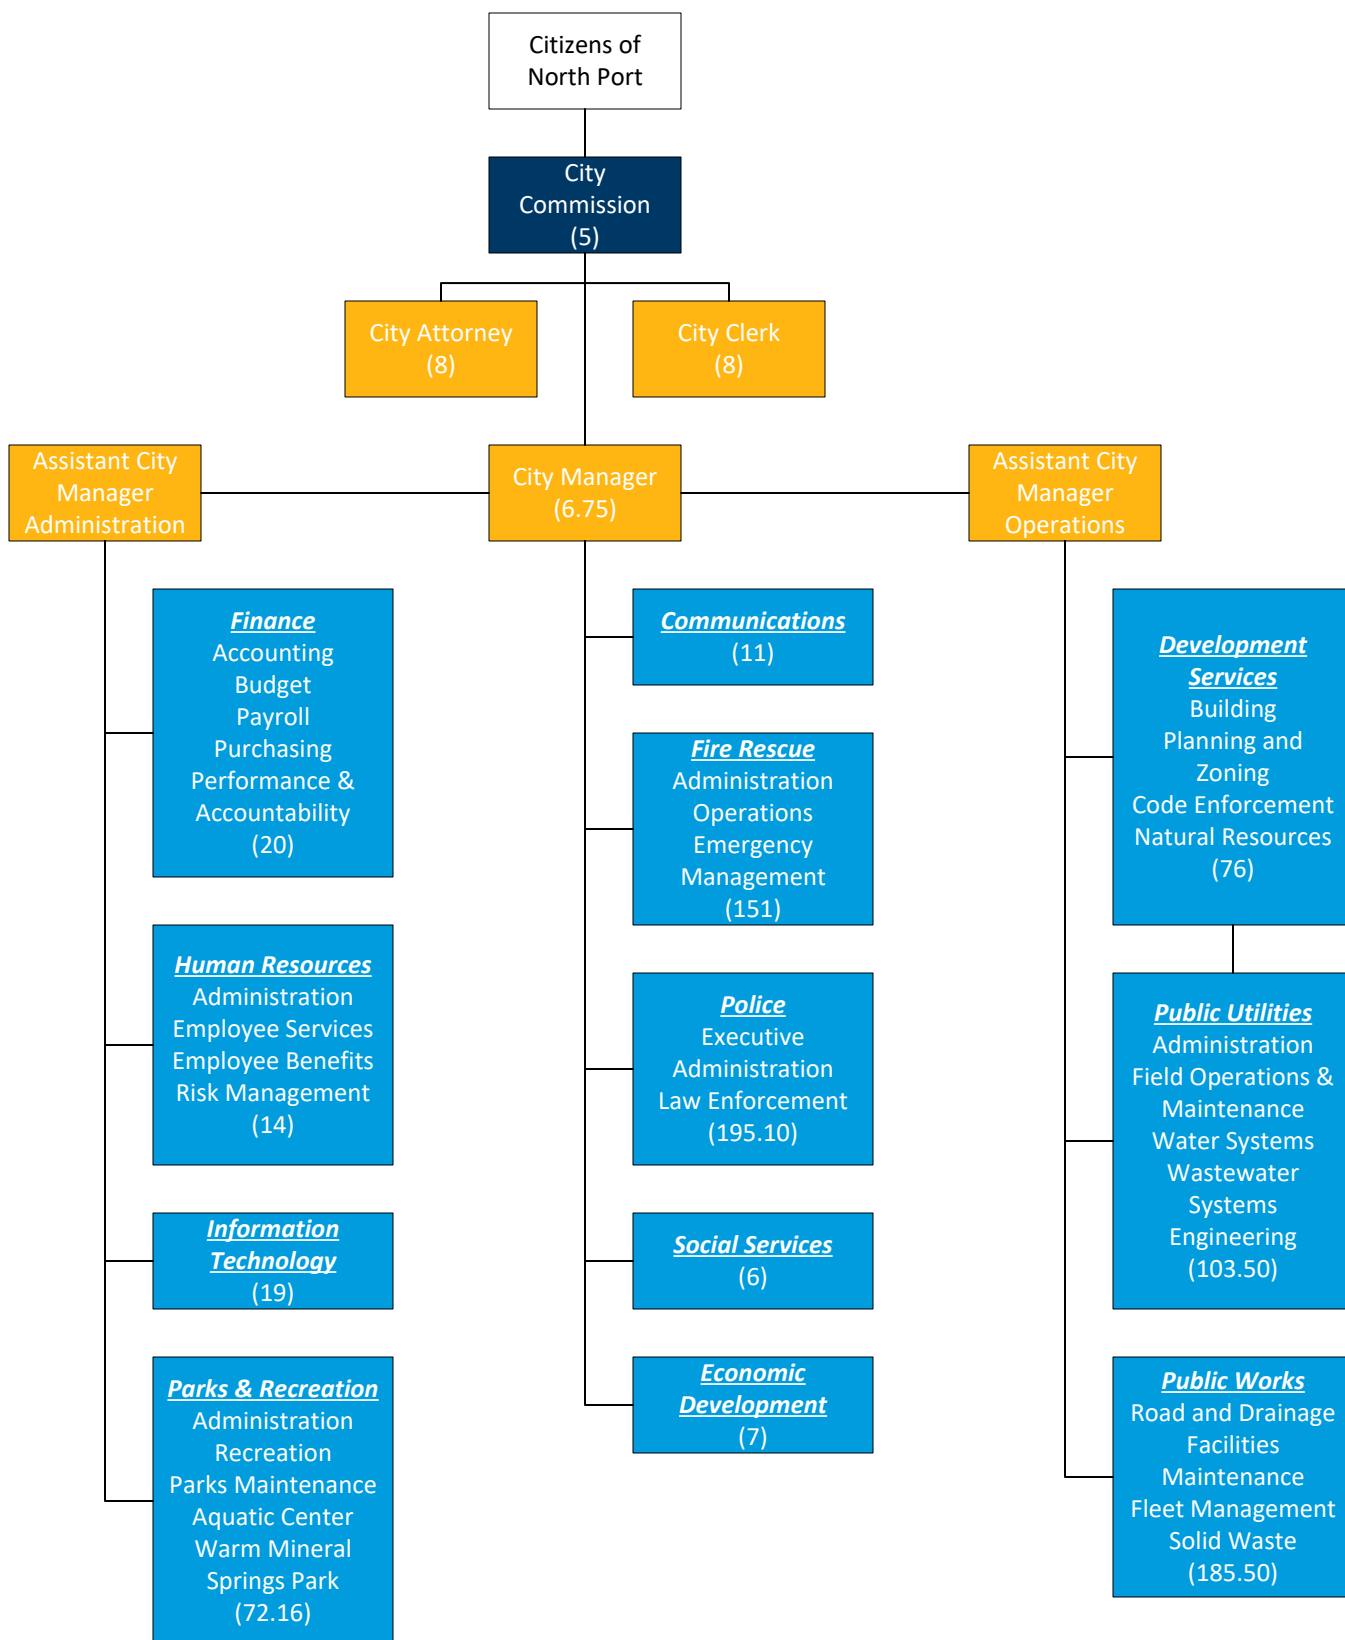 Citizens of
North Port
City
Commission
(5)
City Attorney
(8)
City Clerk
(8)
Assistant City
Manager
Administration
City Manager
(6.75)
Assistant City
Manager
Operations
Finance
Accounting
Budget
Payroll
Purchasing
Performance &
Accountability
(20)
Human Resources
Administration
Employee Services
Employee Benefits
Risk Management
(14)
Information
Technology
(19)
Parks & Recreation
Administration
Recreation
Parks Maintenance
Aquatic Center
Warm Mineral
Springs Park
(72.16)
Communications
(11)
Fire Rescue
Administration
Operations
Emergency
Management
(151)
Police
Executive
Administration
Law Enforcement
(195.10)
Social Services
(6)
Economic
Development
(7)
Development
Services
Building
Planning and
Zoning
Code Enforcement
Natural Resources
(76)
Public Utilities
Administration
Field Operations &
Maintenance
Water Systems
Wastewater
Systems
Engineering
(103.50)
Public Works
Road and Drainage
Facilities
Maintenance
Fleet Management
Solid Waste
(185.50)